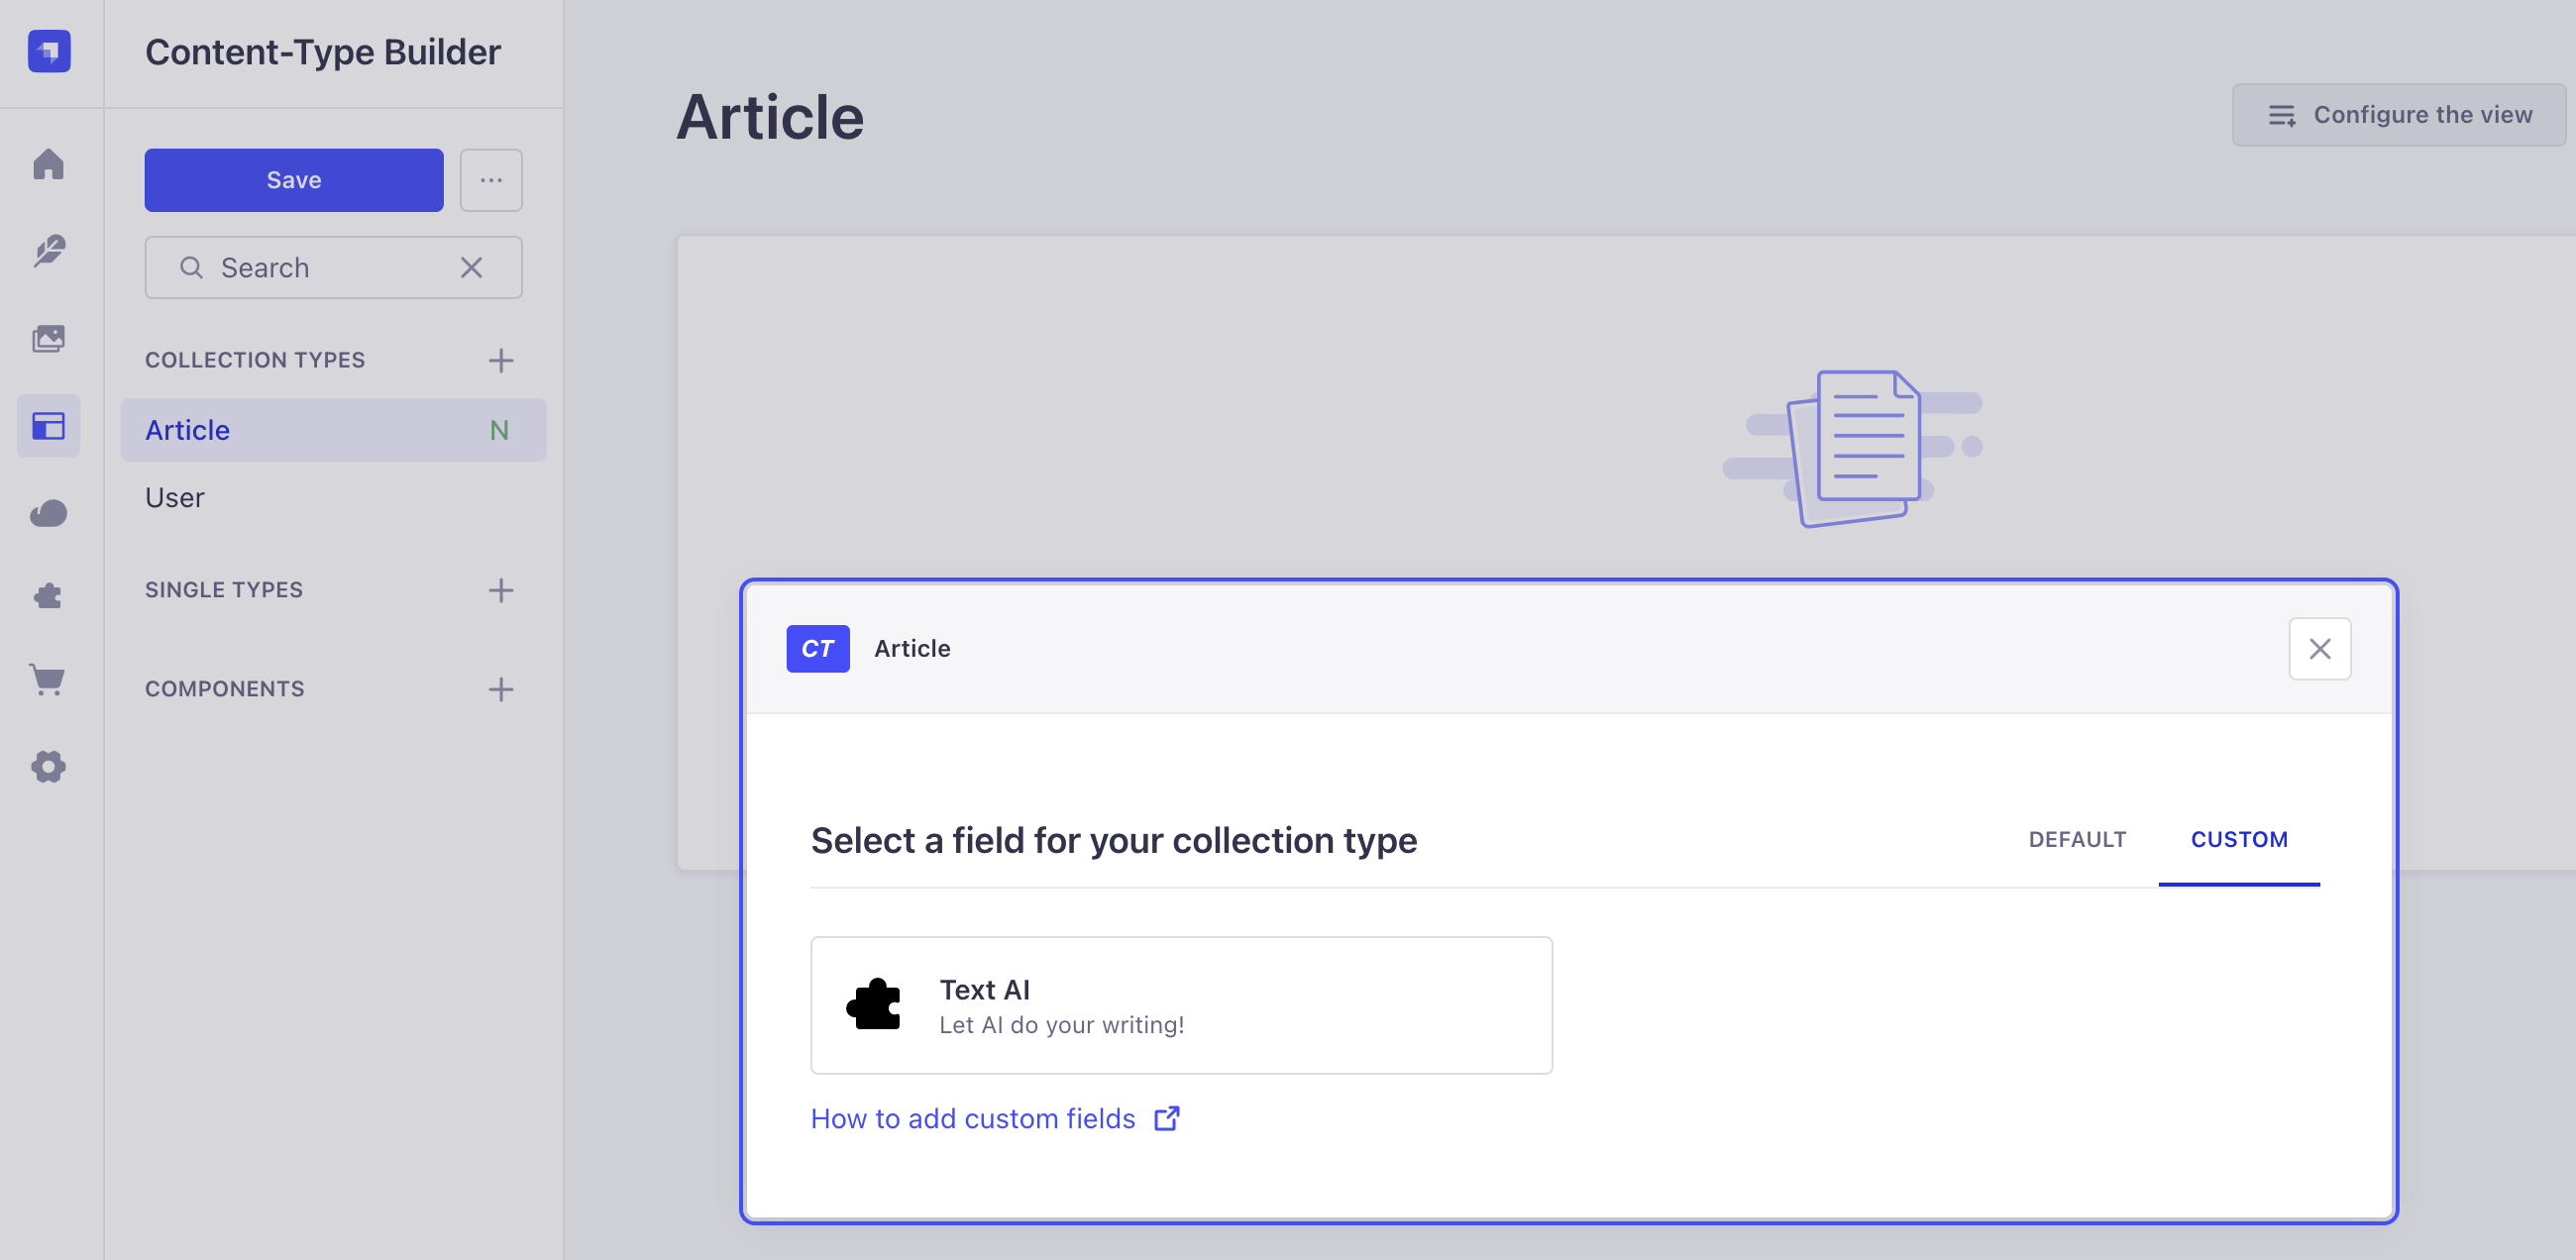 Content-Type Builder
Save
Search
COLLECTION TYPES
Article N
User
SINGLE TYPES
COMPONENTS
Article
Configure the view
CT Article
Select a field for your collection type
DEFAULT CUSTOM
Text AI
Let AI do your writing!
How to add custom fields